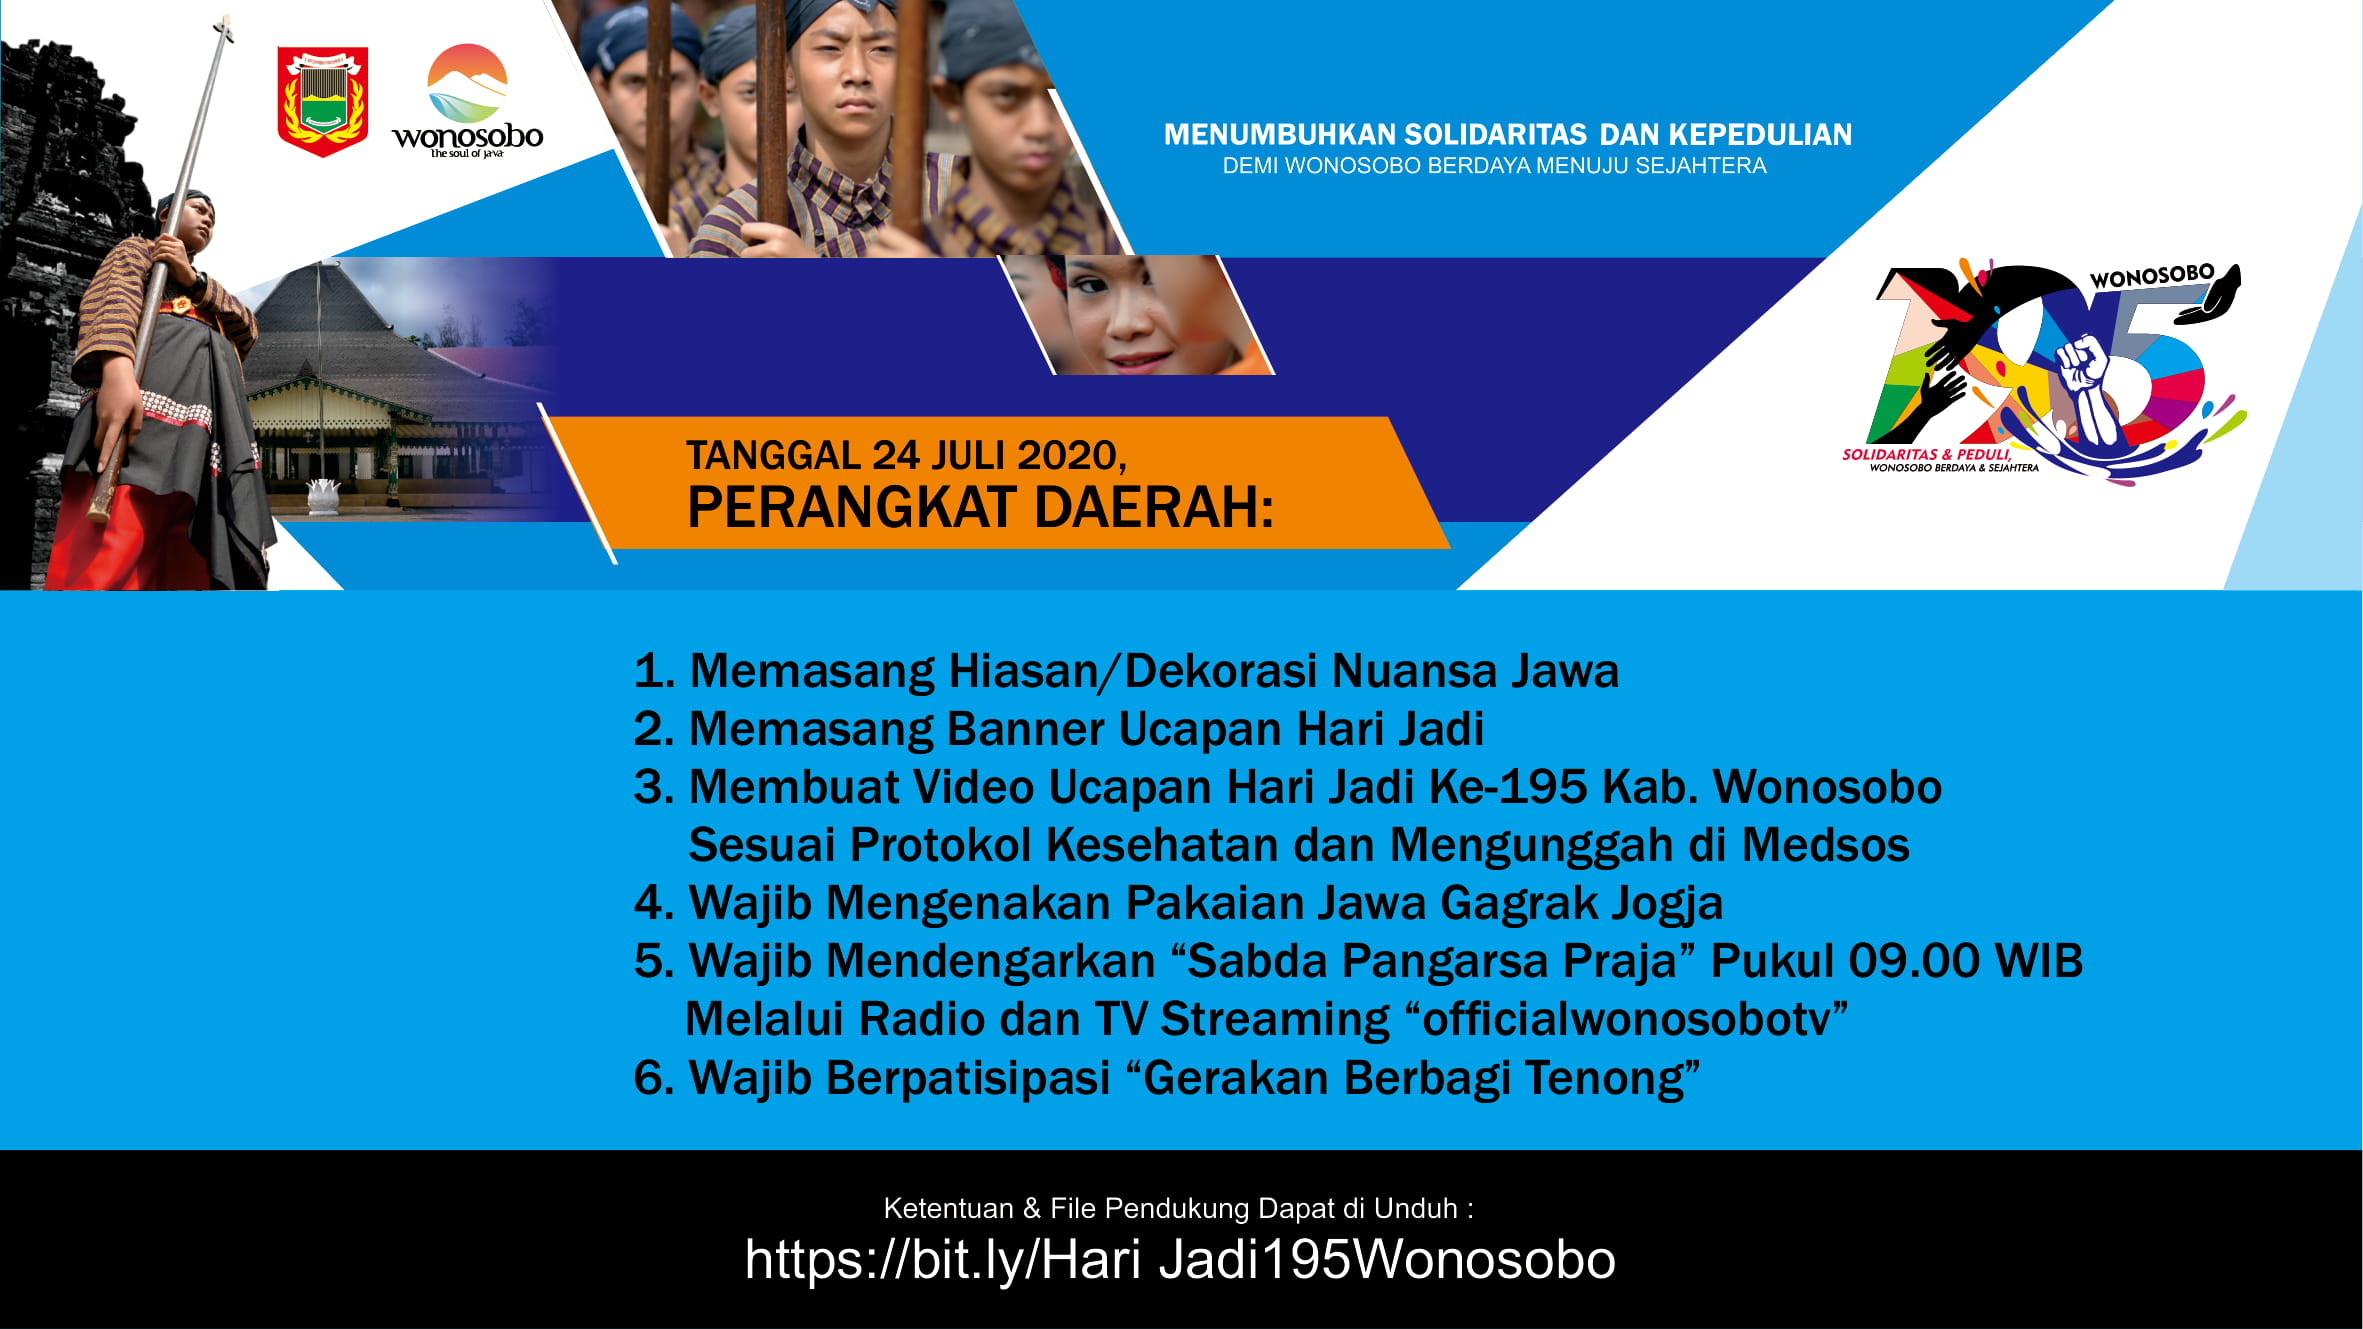 wonosobo
the soul of java
MENUMBUHKAN SOLIDARITAS DAN KEPEDULIAN
DEMI WONOSOBO BERDAYA MENUJU SEJAHTERA
195
WONOSOBO
SOLIDARITAS & PEDULI,
WONOSOBO BERDAYA & SEJAHTERA
TANGGAL 24 JULI 2020,
PERANGKAT DAERAH:
1. Memasang Hiasan/Dekorasi Nuansa Jawa
2. Memasang Banner Ucapan Hari Jadi
3. Membuat Video Ucapan Hari Jadi Ke-195 Kab. Wonosobo
Sesuai Protokol Kesehatan dan Mengunggah di Medsos
4. Wajib Mengenakan Pakaian Jawa Gagrak Jogja
5. Wajib Mendengarkan “Sabda Pangarsa Praja” Pukul 09.00 WIB
Melalui Radio dan TV Streaming “officialwonosobotv”
6. Wajib Berpatisipasi “Gerakan Berbagi Tenong”
Ketentuan & File Pendukung Dapat di Unduh :
https://bit.ly/Hari Jadi195Wonosobo